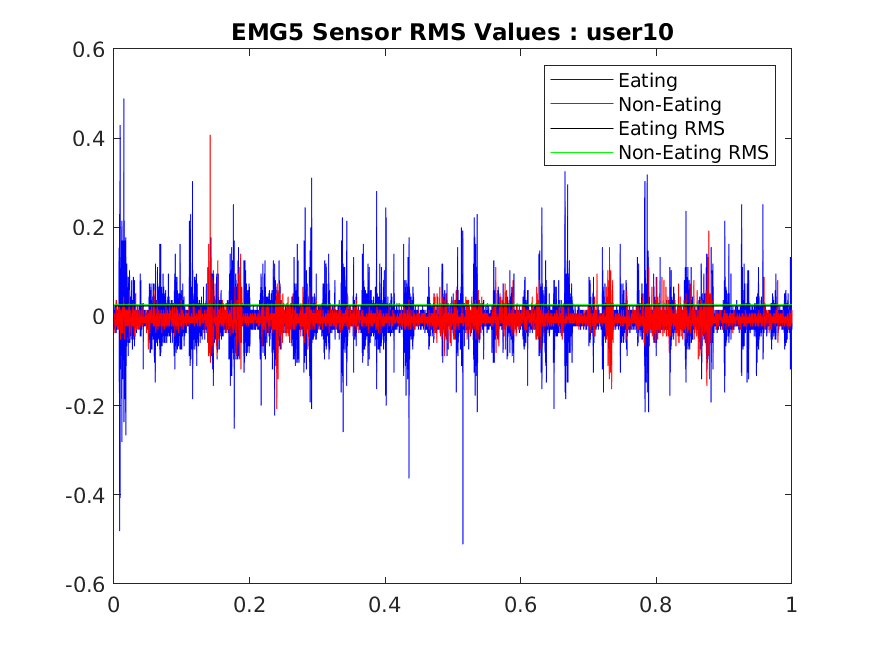 EMG5 Sensor RMS Values : user10
0.6
0.4
0.2
0
-0.2
-0.4
-0.6
Eating
Non-Eating
Eating RMS
Non-Eating RMS
0 0.2 0.4 0.6 0.8 1